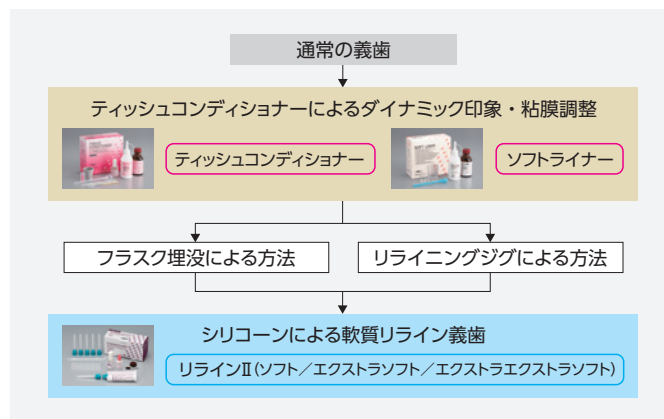 通常の義歯
ティッシュコンディショナーによるダイナミック印象・粘膜調整
ティッシュコンディショナー
ソフトライナー
フラスク埋没による方法
リライニングジグによる方法
シリコーンによる軟質リライン義歯
リラインⅡ(ソフト／エクストラソフト／エクストラエクストラソフト)